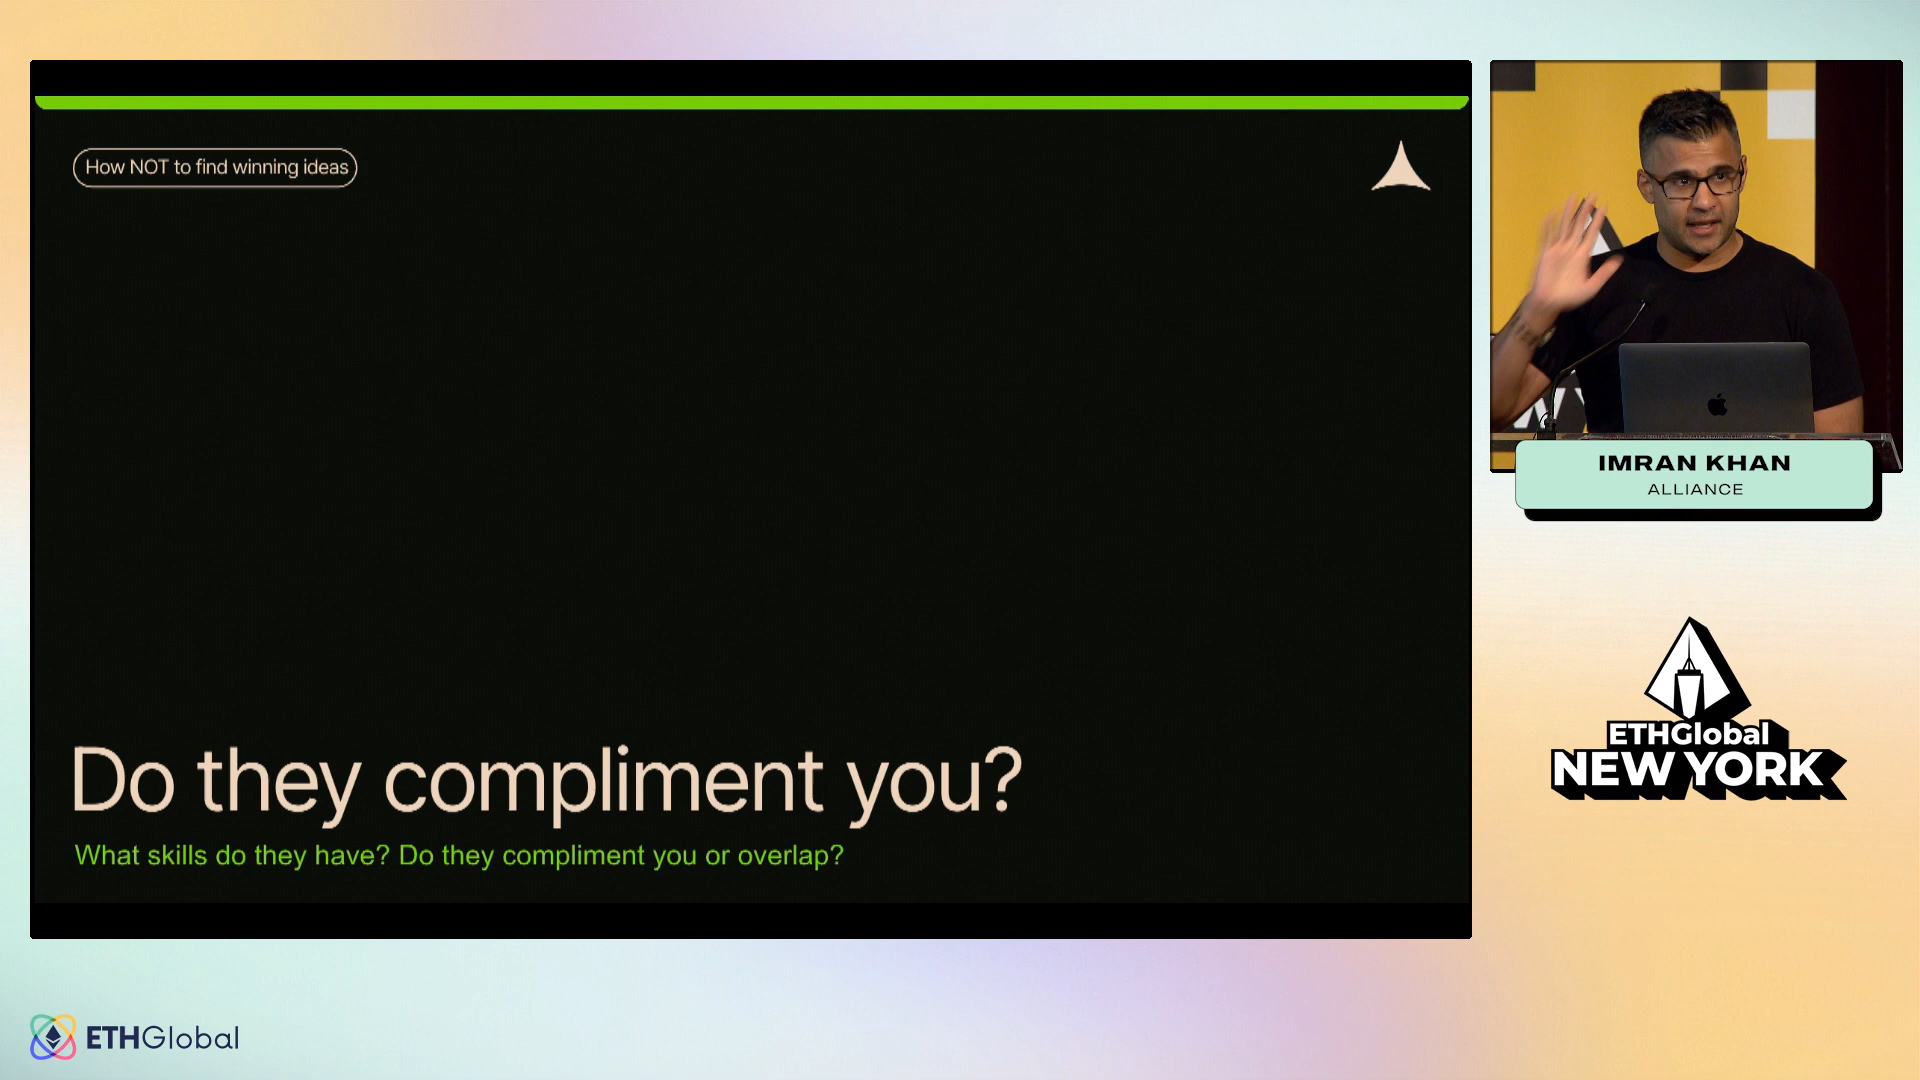 How NOT to find winning ideas
Do they compliment you?
What skills do they have? Do they compliment you or overlap?
IMRAN KHAN
ALLIANCE
ETHGlobal
NEW YORK
ETHGlobal